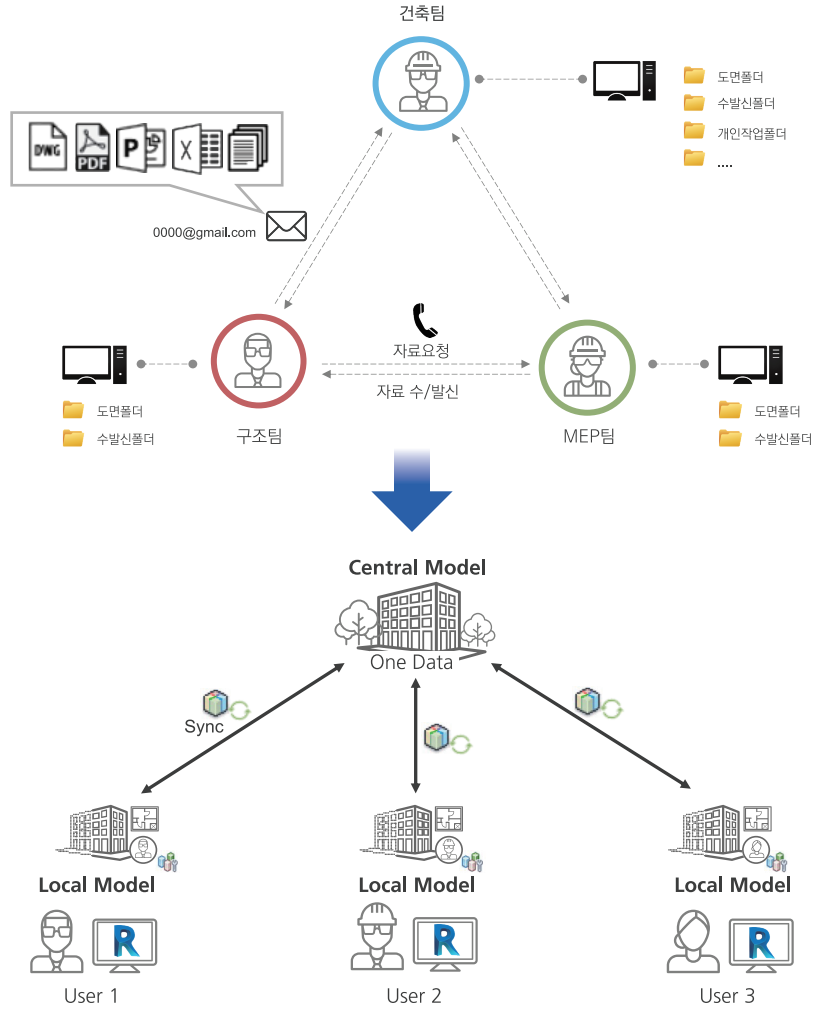 건축팀
도면폴더
수발신폴더
개인작업폴더
....
DWG
PDF
P
X
0000@gmail.com
자료요청
자료 수/발신
도면폴더
수발신폴더
구조팀
MEP팀
도면폴더
수발신폴더
Central Model
One Data
Sync
Local Model
Local Model
Local Model
R
R
R
User 1
User 2
User 3